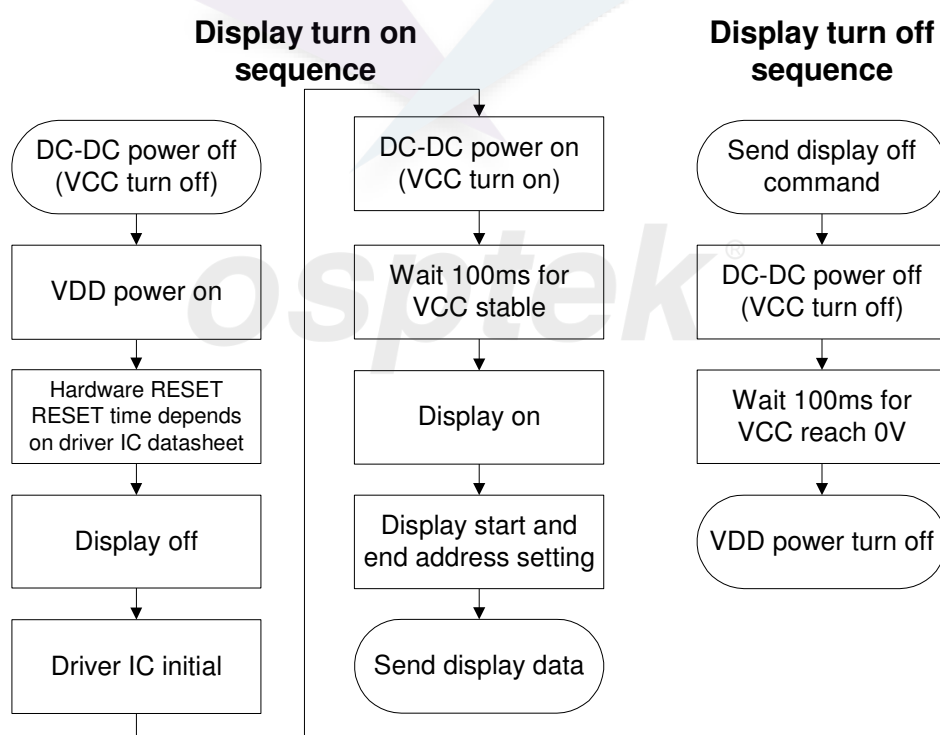 Display turn on
sequence
DC-DC power off
(VCC turn off)
VDD power on
Hardware RESET
RESET time depends
on driver IC datasheet
Display off
Driver IC initial
DC-DC power on
(VCC turn on)
Wait 100ms for
VCC stable
Display on
Display start and
end address setting
Send display data
Display turn off
sequence
Send display off
command
DC-DC power off
(VCC turn off)
Wait 100ms for
VCC reach 0V
VDD power turn off
osptek®